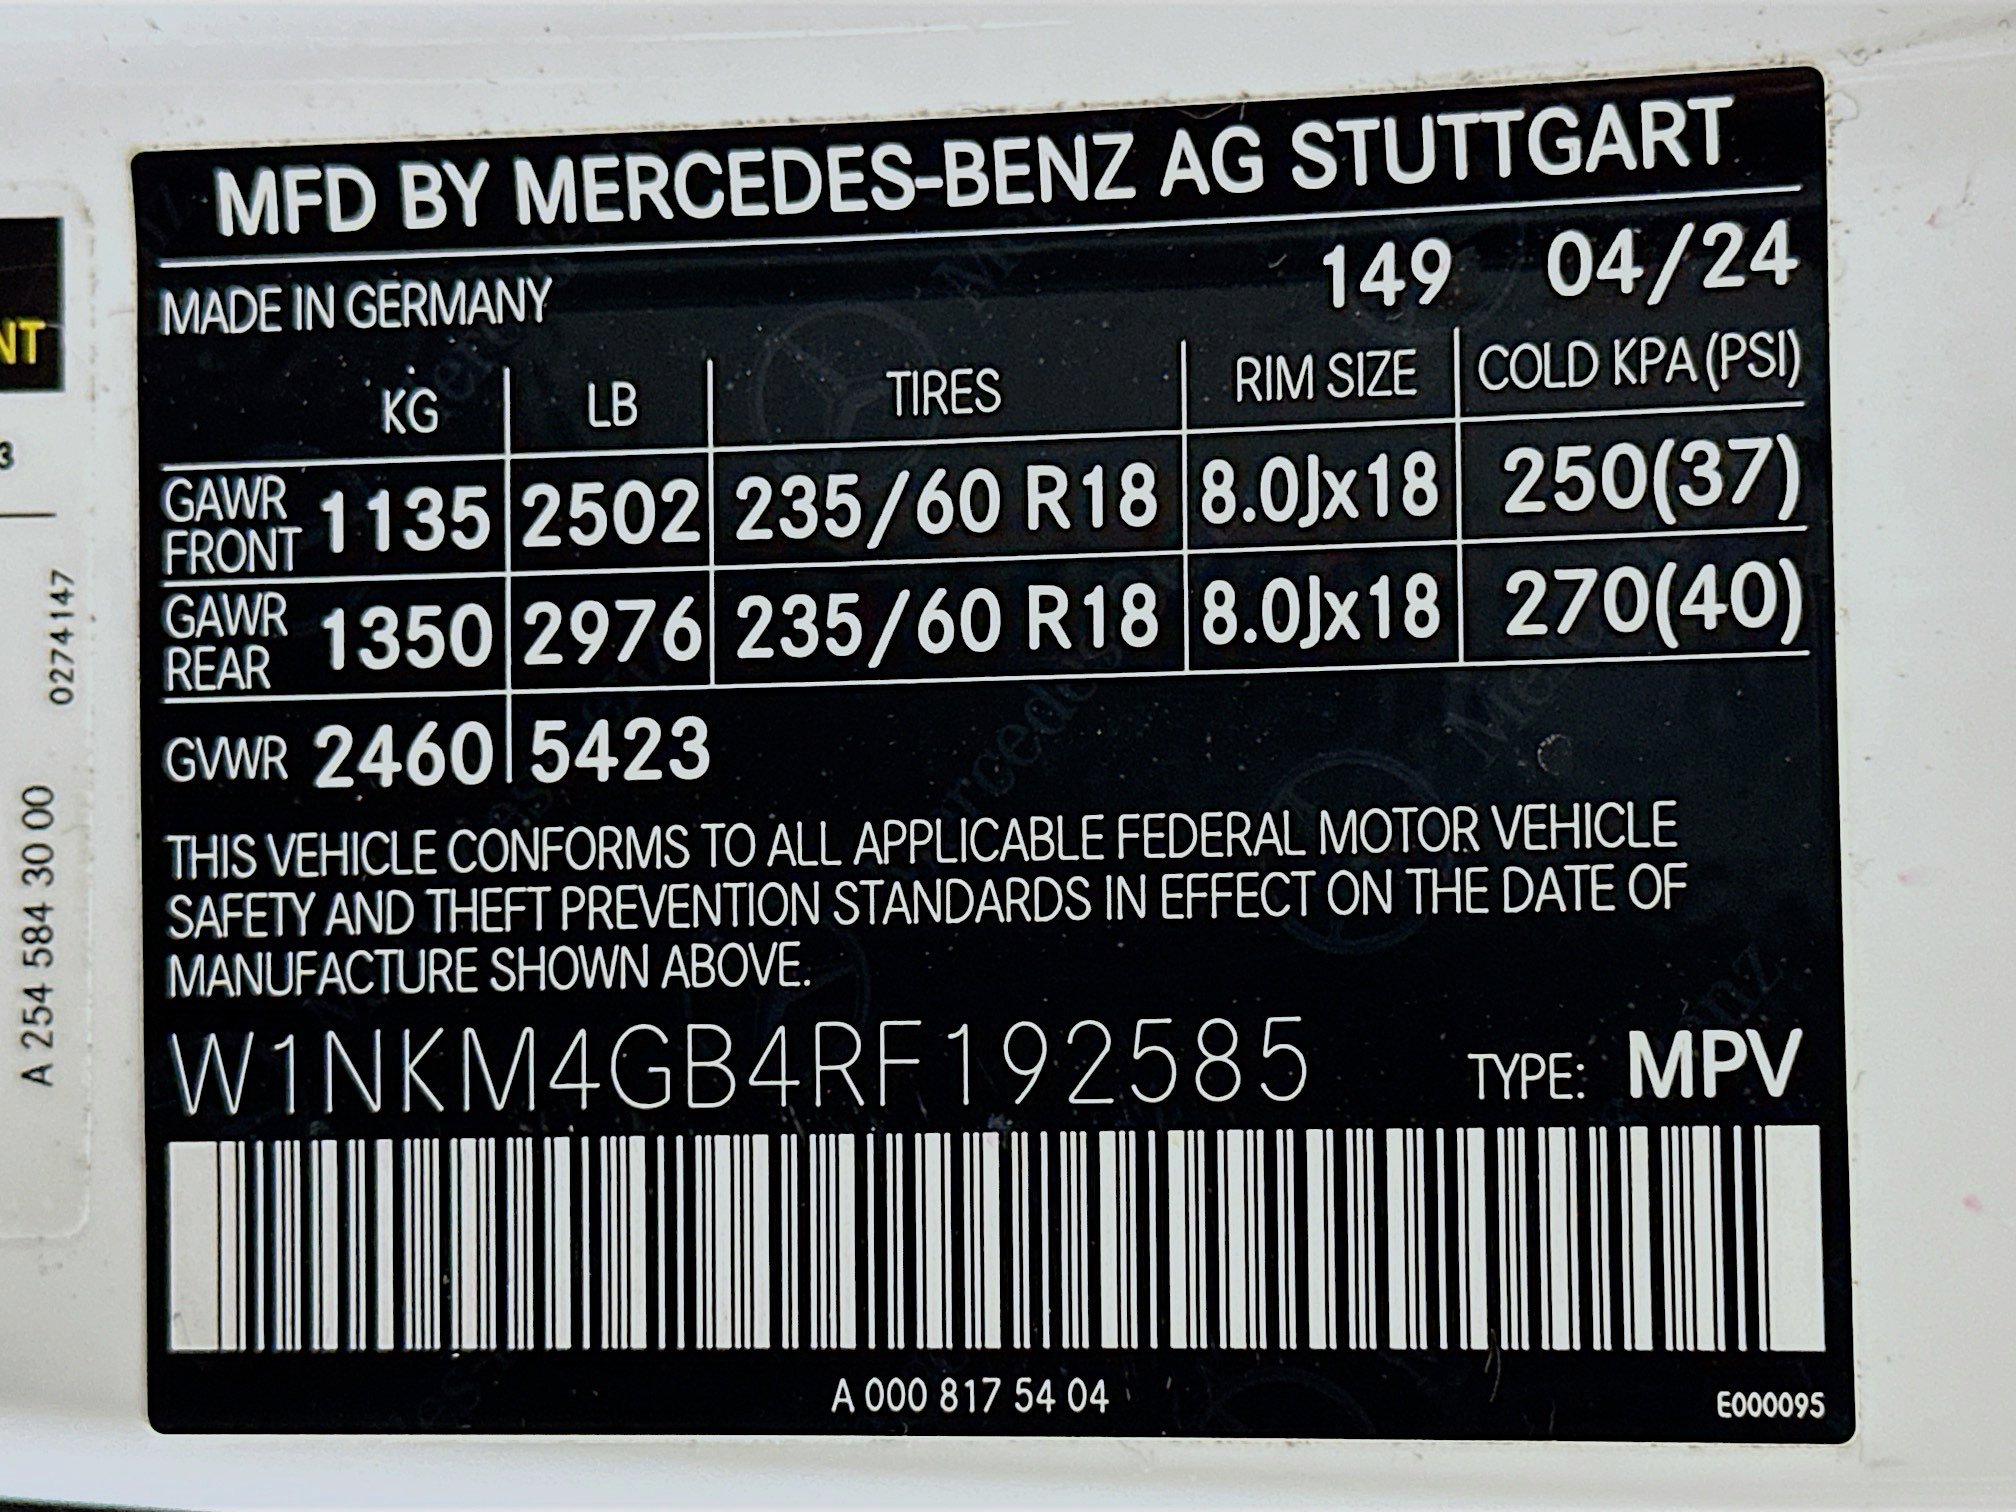 MFD BY MERCEDES-BENZ AG STUTTGART
MADE IN GERMANY 149 04/24
KG LB TIRES RIM SIZE COLD KPA (PSI)
GAWR FRONT 1135 2502 235/60 R18 8.0Jx18 250(37)
GAWR REAR 1350 2976 235/60 R18 8.0Jx18 270(40)
GVWR 2460 5423
THIS VEHICLE CONFORMS TO ALL APPLICABLE FEDERAL MOTOR VEHICLE
SAFETY AND THEFT PREVENTION STANDARDS IN EFFECT ON THE DATE OF
MANUFACTURE SHOWN ABOVE.
W1NKM4GB4RF192585 TYPE: MPV
A 000 817 54 04 E000095
NT
3
0274147
A 254 584 30 00